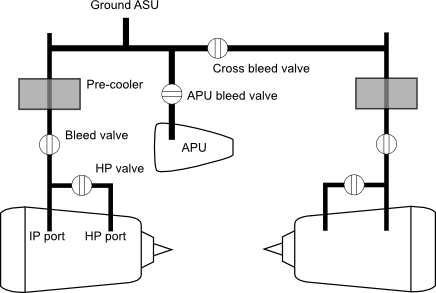 Ground ASU
Cross bleed valve
Pre-cooler
APU bleed valve
Bleed valve
APU
HP valve
IP port
HP port